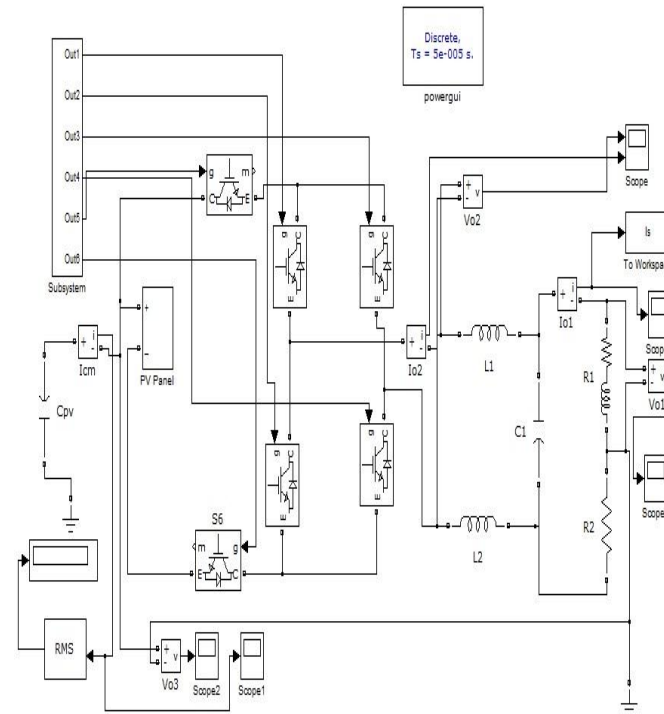 Discrete,
Ts = 5e-005 s.
powergui
Out1
Out2
Out3
Out4
Out5
Out6
Subsystem
g
m
C
E
g
C
E
g
C
E
+
-
v
Vo2
Scope
Is
To Workspa
+
-
i
Io1
Scop
+
-
v
Vo1
Scope
+
-
PV Panel
+
-
i
Icm
Cpv
+
-
i
Io2
L1
R1
C1
R2
L2
g
C
E
g
C
E
S6
m
g
E
C
RMS
+
-
v
Vo3
Scope2
Scope1